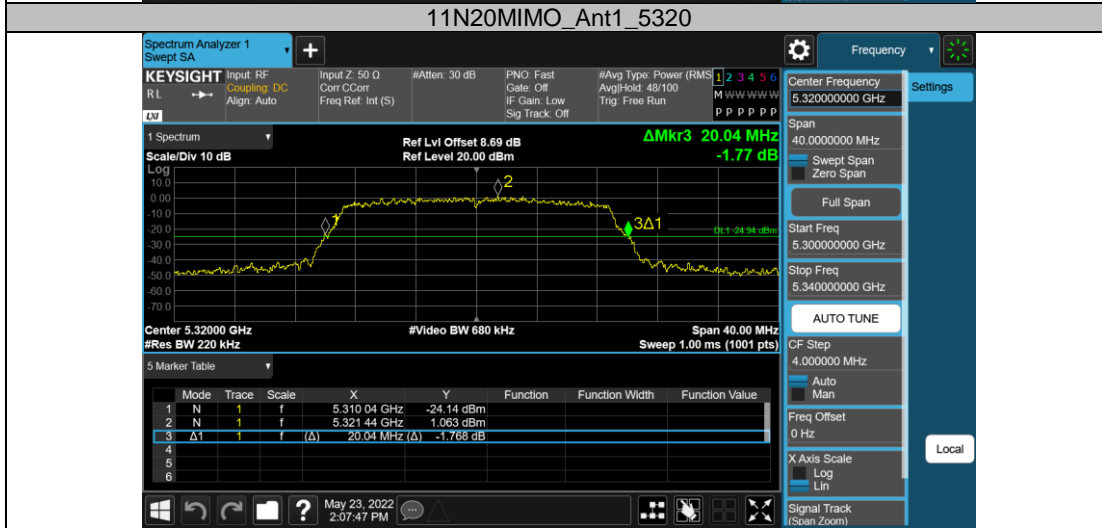 11N20MIMO_Ant1_5320
Spectrum Analyzer 1
Swept SA
Frequency
KEYSIGHT Input: RF Input Z: 50 Ω #Atten: 30 dB PNO: Fast #Avg Type: Power (RMS 1 2 3 4 5 6
R L Coupling: DC Corr CCorr Gate: Off Avg|Hold: 48/100 M W W W W W
Align: Auto Freq Ref: Int (S) IF Gain: Low Trig: Free Run
LXI Sig Track: Off P P P P P P
Center Frequency
5.320000000 GHz
Settings
1 Spectrum Ref Lvl Offset 8.69 dB ΔMkr3 20.04 MHz
Scale/Div 10 dB Ref Level 20.00 dBm -1.77 dB
Log
10.0
0.00
-10.0
-20.0
-30.0
-40.0
-50.0
-60.0
-70.0
1
2
3Δ1
DL1 -24.94 dBm
Center 5.32000 GHz #Video BW 680 kHz Span 40.00 MHz
#Res BW 220 kHz Sweep 1.00 ms (1001 pts)
Span
40.0000000 MHz
Swept Span
Zero Span
Full Span
Start Freq
5.300000000 GHz
Stop Freq
5.340000000 GHz
AUTO TUNE
CF Step
4.000000 MHz
Auto
Man
Freq Offset
0 Hz
X Axis Scale
Log
Lin
Signal Track
(Span Zoom)
Local
5 Marker Table
Mode Trace Scale X Y Function Function Width Function Value
1 N 1 f 5.310 04 GHz -24.14 dBm
2 N 1 f 5.321 44 GHz 1.063 dBm
3 Δ1 1 f (Δ) 20.04 MHz (Δ) -1.768 dB
4
5
6
?
May 23, 2022
2:07:47 PM